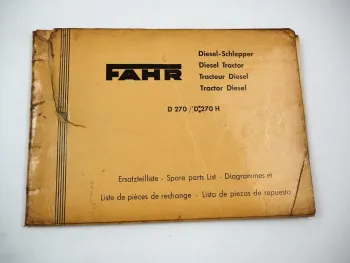 Diesel-Schlepper
FAHR
Diesel Tractor
Tracteur Diesel
Tractor Diesel
D 270 / D 270 H
Ersatzteilliste - Spare parts List - Diagrammes et
Liste de pièces de rechange - Lista de piezas de repuesto